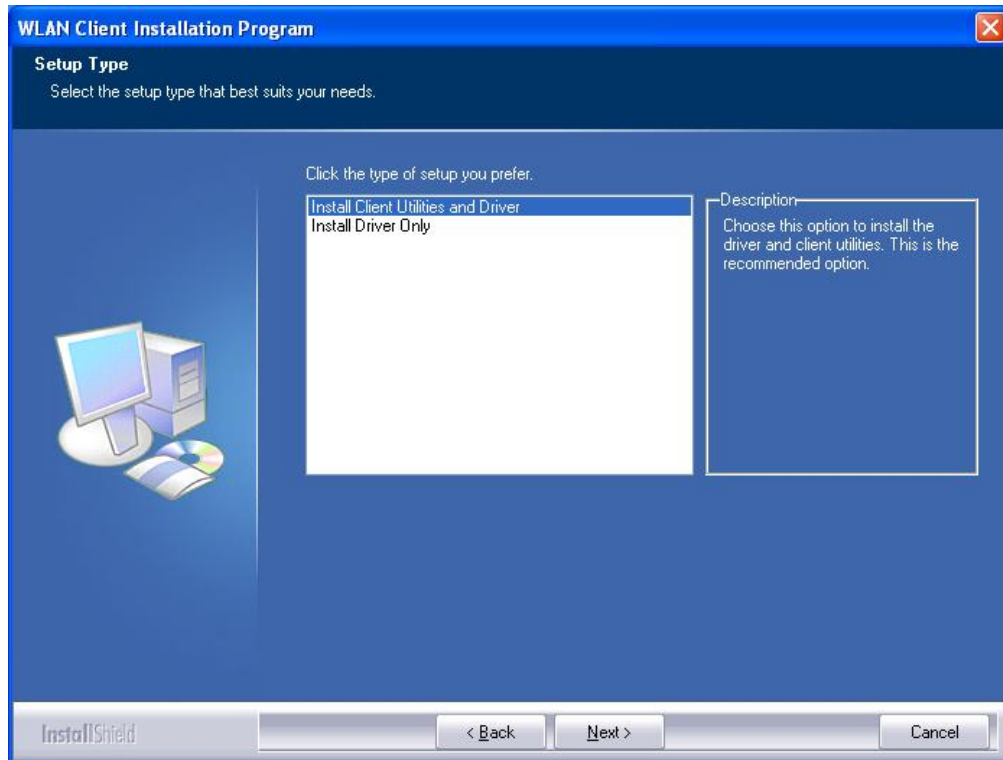 WLAN Client Installation Program
Setup Type
Select the setup type that best suits your needs.
Click the type of setup you prefer.
Install Client Utilities and Driver
Install Driver Only
Description
Choose this option to install the
driver and client utilities. This is the
recommended option.
InstallShield
< Back
Next >
Cancel